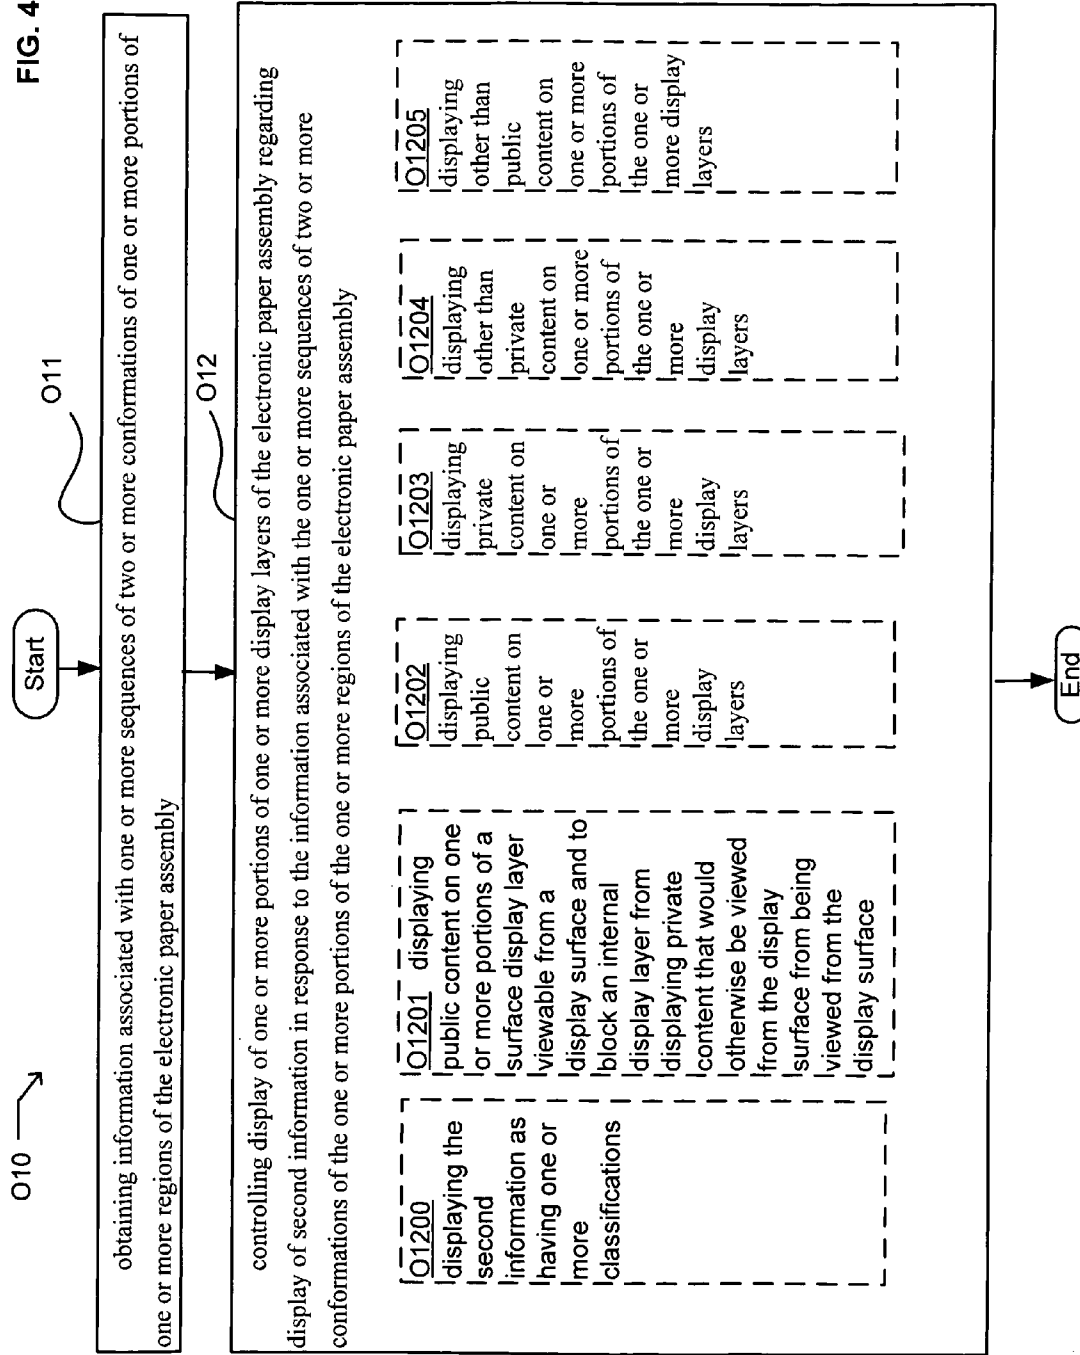 FIG. 4
O10
Start
O11
obtaining information associated with one or more sequences of two or more conformations of one or more portions of
one or more regions of the electronic paper assembly
O12
controlling display of one or more portions of one or more display layers of the electronic paper assembly regarding
display of second information in response to the information associated with the one or more sequences of two or more
conformations of the one or more portions of the one or more regions of the electronic paper assembly
O1200
displaying the
second
information as
having one or
more
classifications
O1201 displaying
public content on one
or more portions of a
surface display layer
viewable from a
display surface and to
block an internal
display layer from
displaying private
content that would
otherwise be viewed
from the display
surface from being
viewed from the
display surface
O1202
displaying
public
content on
one or
more
portions of
the one or
more
display
layers
O1203
displaying
private
content on
one or
more
portions of
the one or
more
display
layers
O1204
displaying
other than
private
content on
one or more
portions of
the one or
more
display
layers
O1205
displaying
other than
public
content on
one or more
portions of
the one or
more display
layers
End